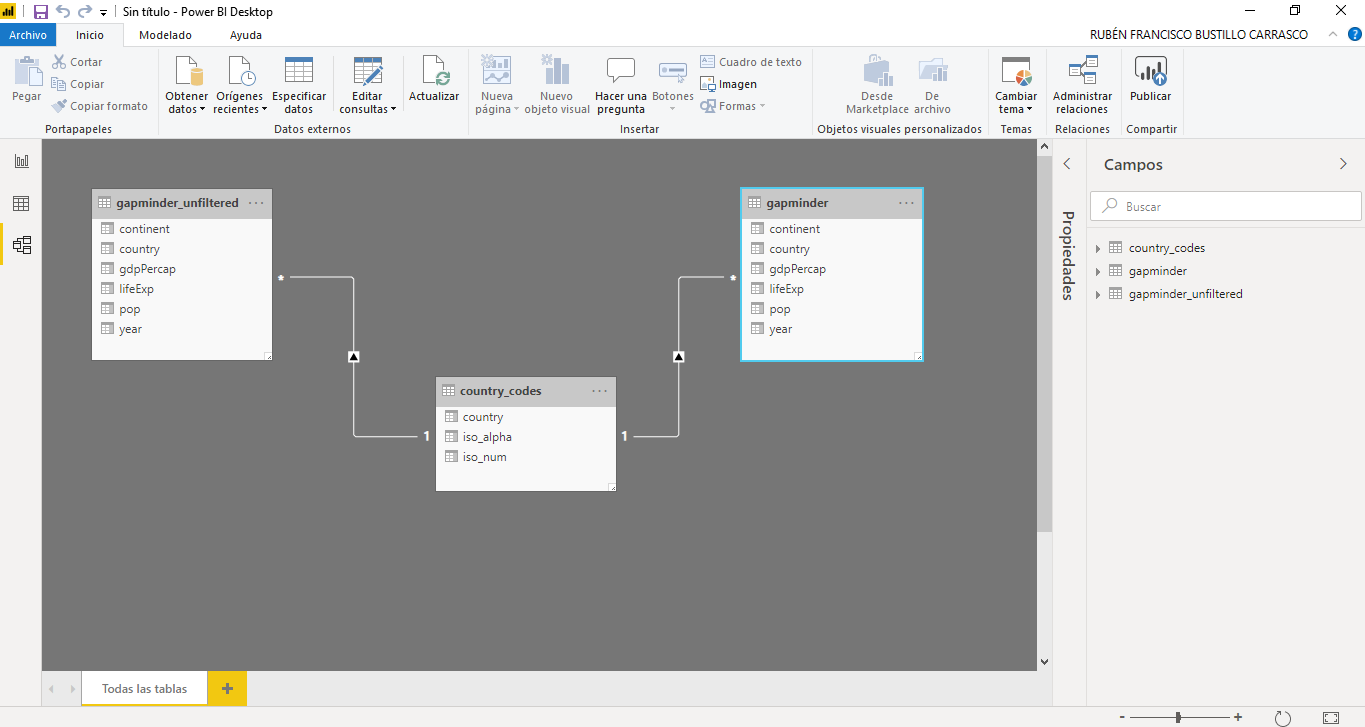 Sin título - Power BI Desktop
Archivo Inicio Modelado Ayuda RUBÉN FRANCISCO BUSTILLO CARRASCO ?
Pegar
Cortar
Copiar
Copiar formato
Portapapeles
Obtener datos
Orígenes recientes
Especificar datos
Editar consultas
Actualizar
Datos externos
Nueva página
Nuevo objeto visual
Hacer una pregunta
Botones
Cuadro de texto
Imagen
Formas
Insertar
Desde Marketplace
De archivo
Objetos visuales personalizados
Cambiar tema
Temas
Administrar relaciones
Relaciones
Publicar
Compartir
gapminder_unfiltered ...
continent
country
gdpPercap
lifeExp
pop
year
*
1
country_codes ...
country
iso_alpha
iso_num
1
*
gapminder ...
continent
country
gdpPercap
lifeExp
pop
year
Propiedades
Campos
Buscar
country_codes
gapminder
gapminder_unfiltered
Todas las tablas +
- +